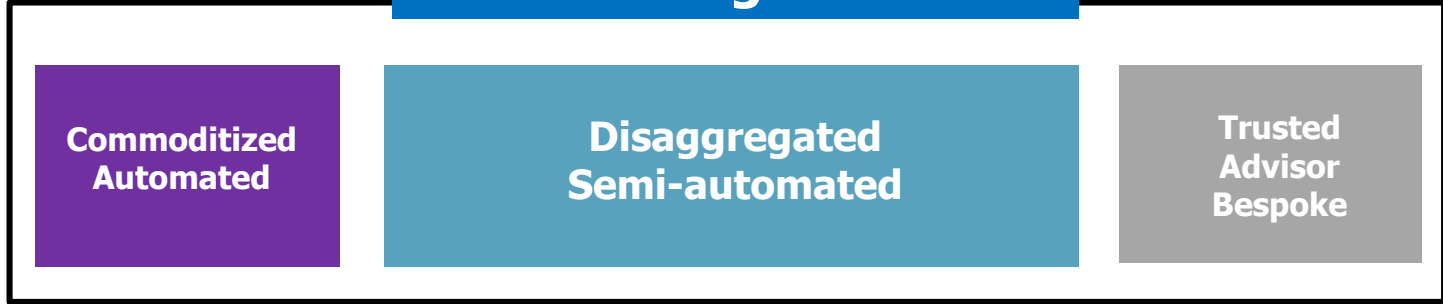 Commoditized
Automated
Disaggregated
Semi-automated
Trusted
Advisor
Bespoke